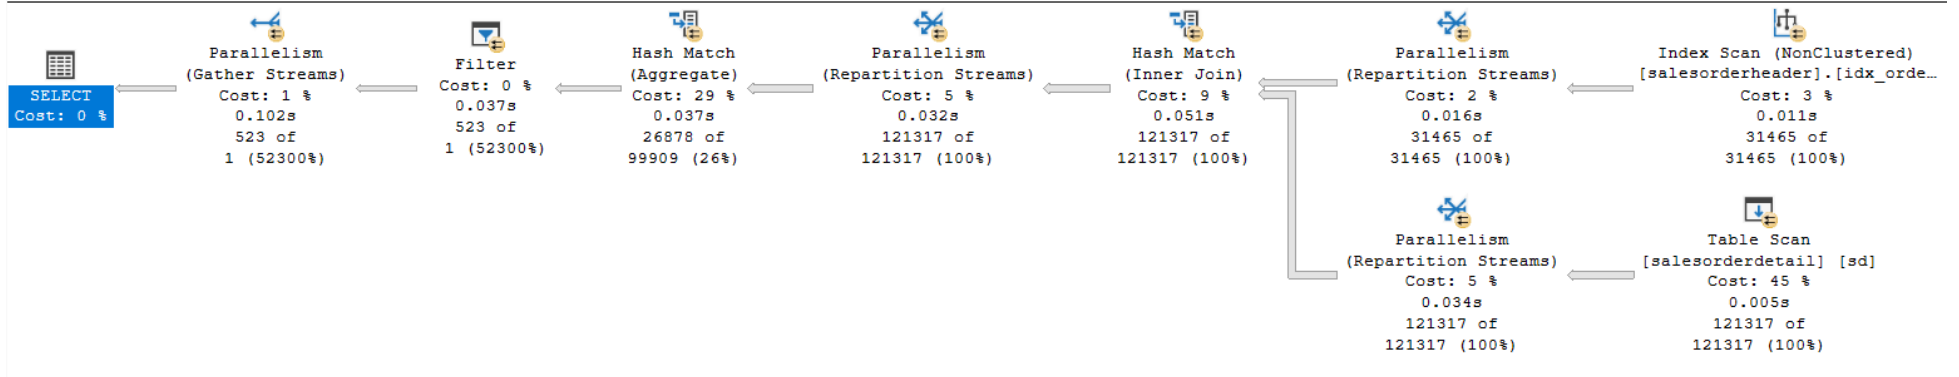 SELECT
Cost: 0 %
Parallelism
(Gather Streams)
Cost: 1 %
0.102s
523 of
1 (52300%)
Filter
Cost: 0 %
0.037s
523 of
1 (52300%)
Hash Match
(Aggregate)
Cost: 29 %
0.037s
26878 of
99909 (26%)
Parallelism
(Repartition Streams)
Cost: 5 %
0.032s
121317 of
121317 (100%)
Hash Match
(Inner Join)
Cost: 9 %
0.051s
121317 of
121317 (100%)
Parallelism
(Repartition Streams)
Cost: 2 %
0.016s
31465 of
31465 (100%)
Index Scan (NonClustered)
[salesorderheader].[idx_orde…
Cost: 3 %
0.011s
31465 of
31465 (100%)
Parallelism
(Repartition Streams)
Cost: 5 %
0.034s
121317 of
121317 (100%)
Table Scan
[salesorderdetail] [sd]
Cost: 45 %
0.005s
121317 of
121317 (100%)